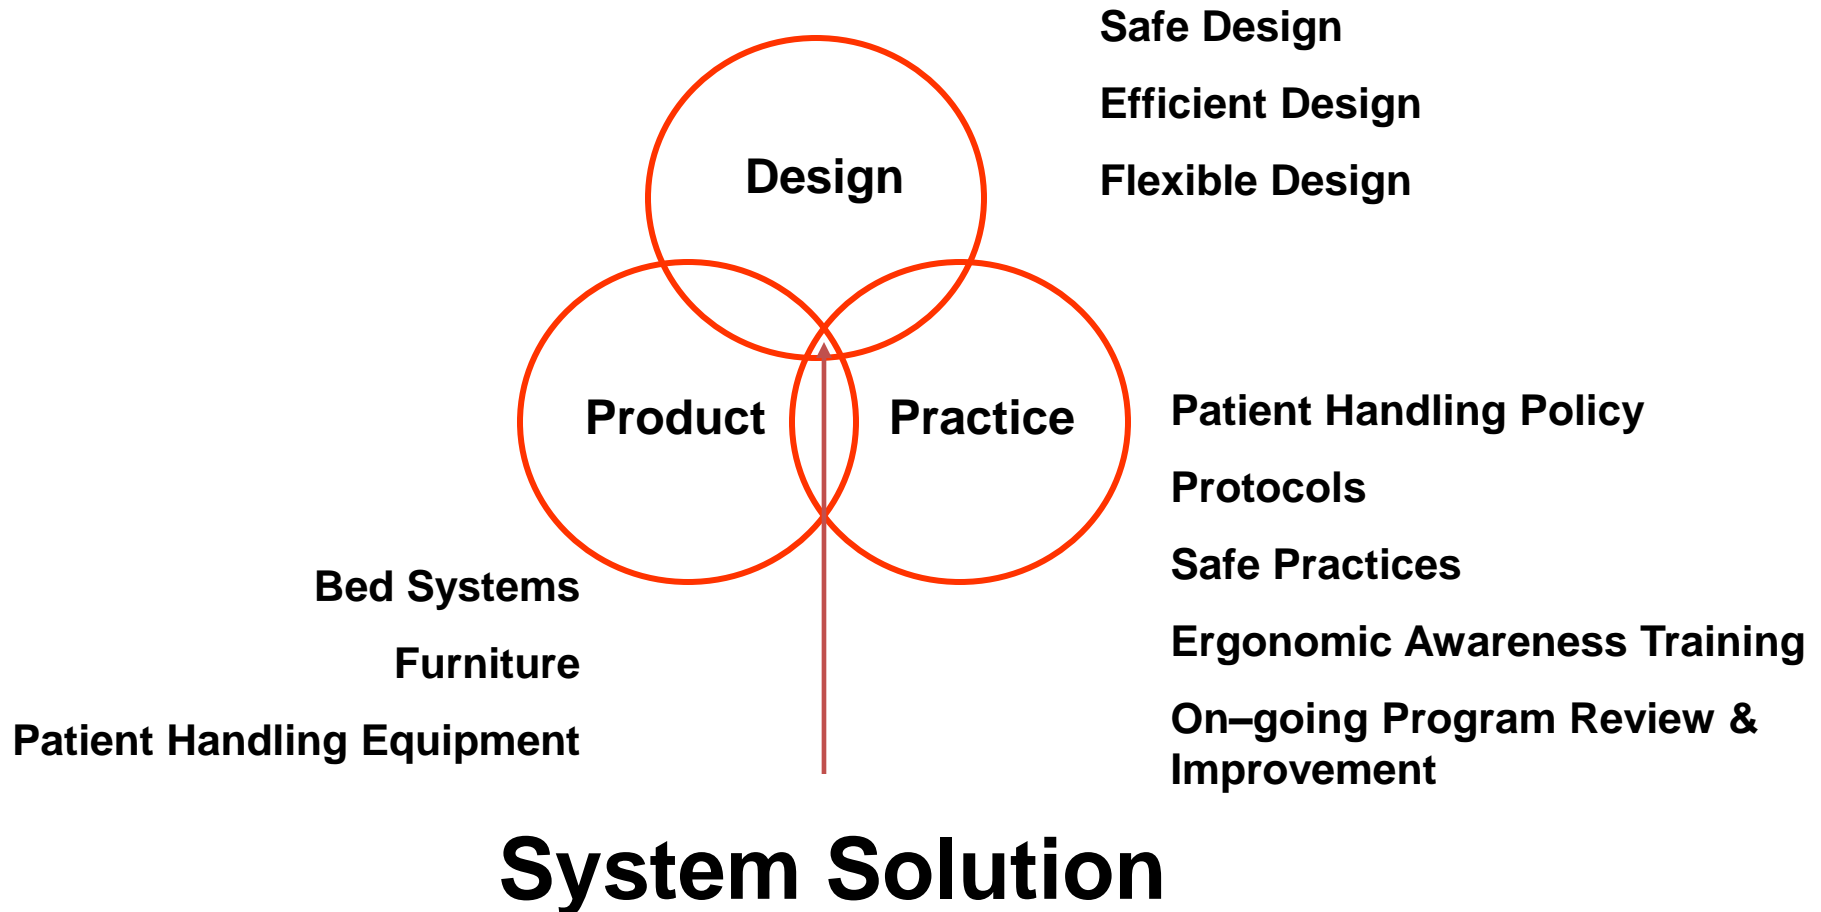 Safe Design
Efficient Design
Flexible Design
Design
Product
Practice
Patient Handling Policy
Protocols
Safe Practices
Ergonomic Awareness Training
On–going Program Review &
Improvement
Bed Systems
Furniture
Patient Handling Equipment
System Solution